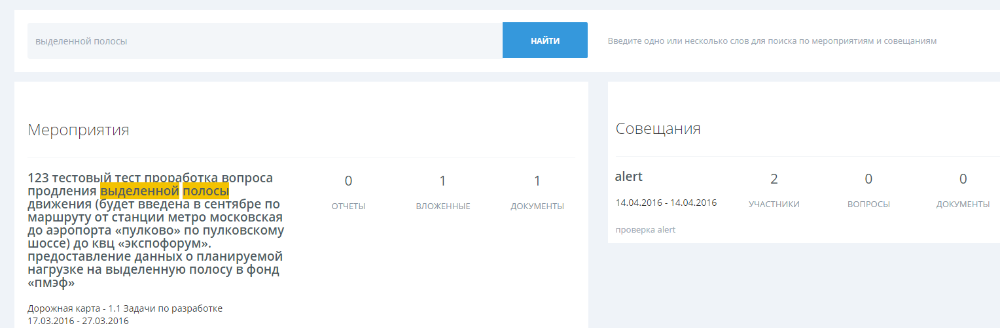 выделенной полосы
НАЙТИ
Введите одно или несколько слов для поиска по мероприятиям и совещаниям
Мероприятия
123 тестовый тест проработка вопроса
продления выделенной полосы
движения (будет введена в сентябре по
маршруту от станции метро московская
до аэропорта «пулково» по пулковскому
шоссе) до квц «экспофорум».
предоставление данных о планируемой
нагрузке на выделенную полосу в фонд
«пмэф»
0 1 1
ОТЧЕТЫ ВЛОЖЕННЫЕ ДОКУМЕНТЫ
Дорожная карта - 1.1 Задачи по разработке
17.03.2016 - 27.03.2016
Совещания
alert
14.04.2016 - 14.04.2016
проверка alert
2 0 0
УЧАСТНИКИ ВОПРОСЫ ДОКУМЕНТЫ